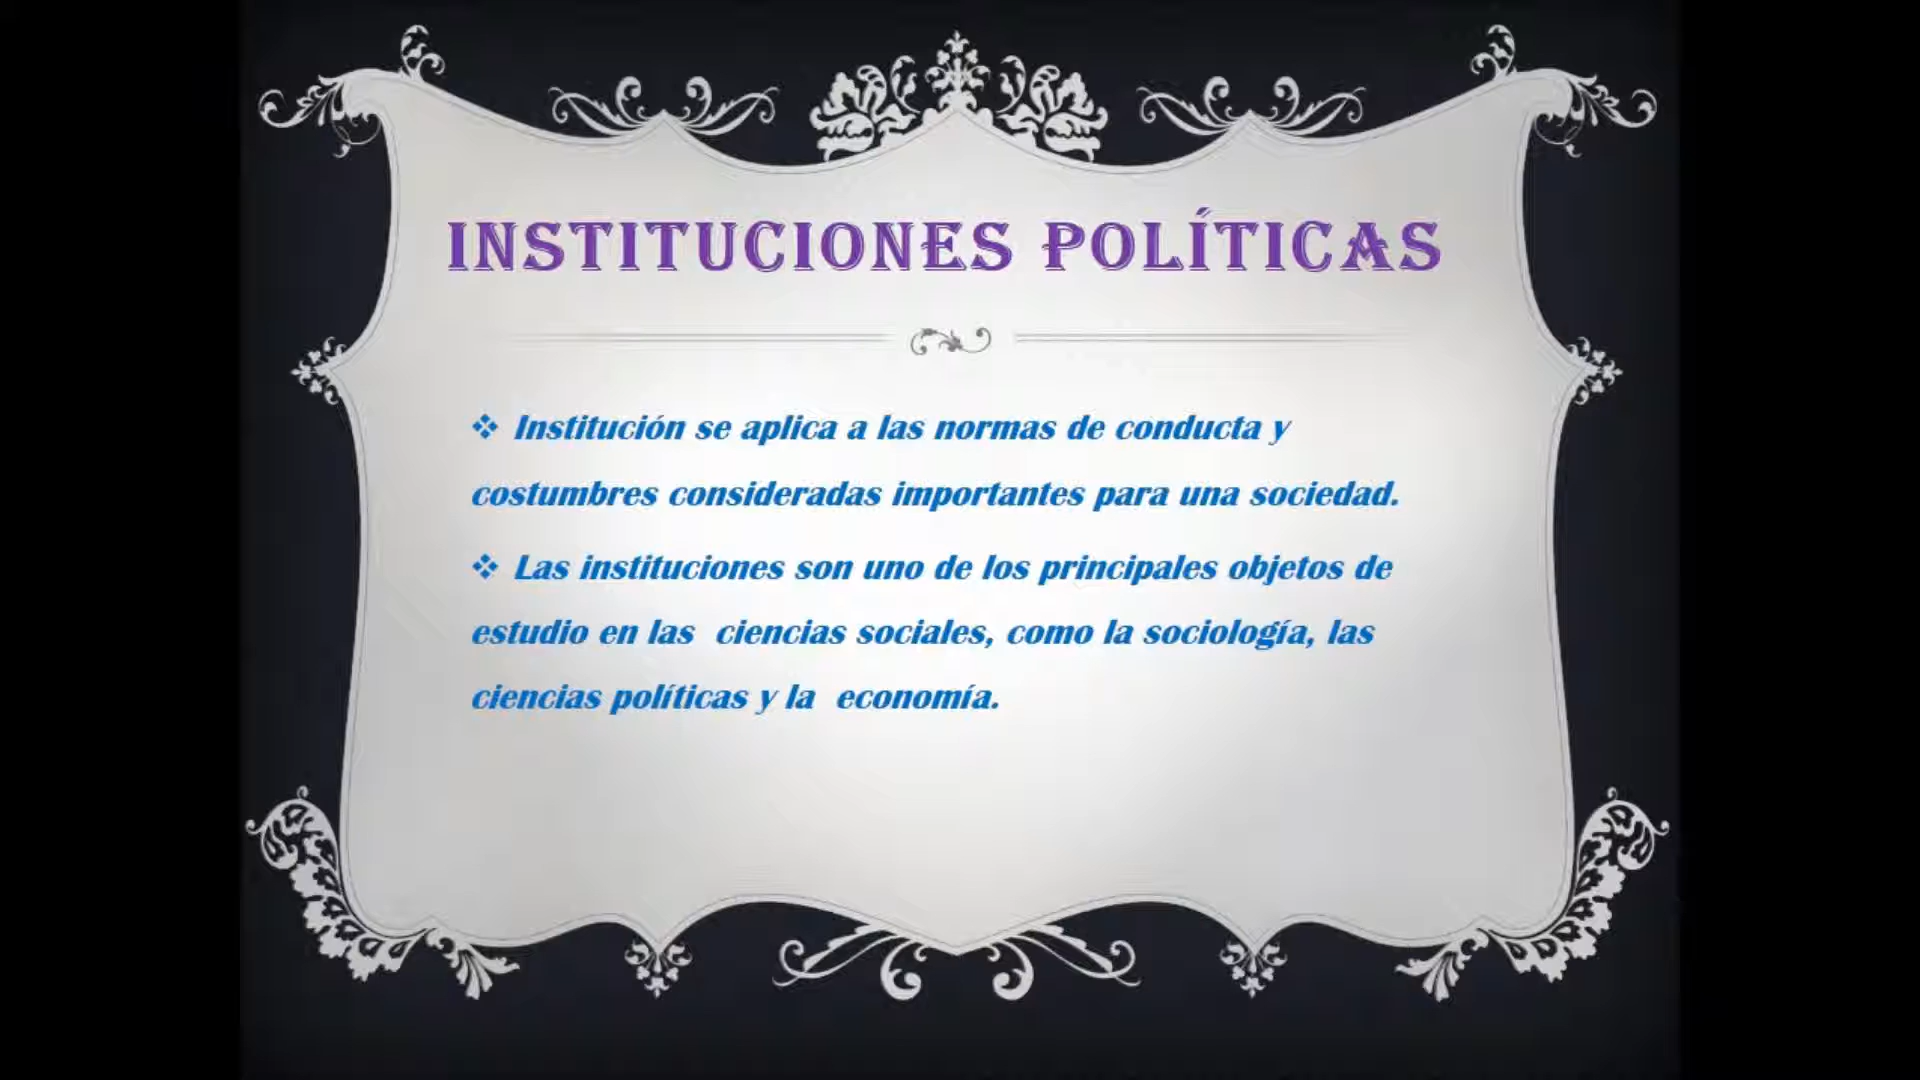 INSTITUCIONES POLÍTICAS
❖ Institución se aplica a las normas de conducta y
costumbres consideradas importantes para una sociedad.
❖ Las instituciones son uno de los principales objetos de
estudio en las ciencias sociales, como la sociología, las
ciencias políticas y la economía.